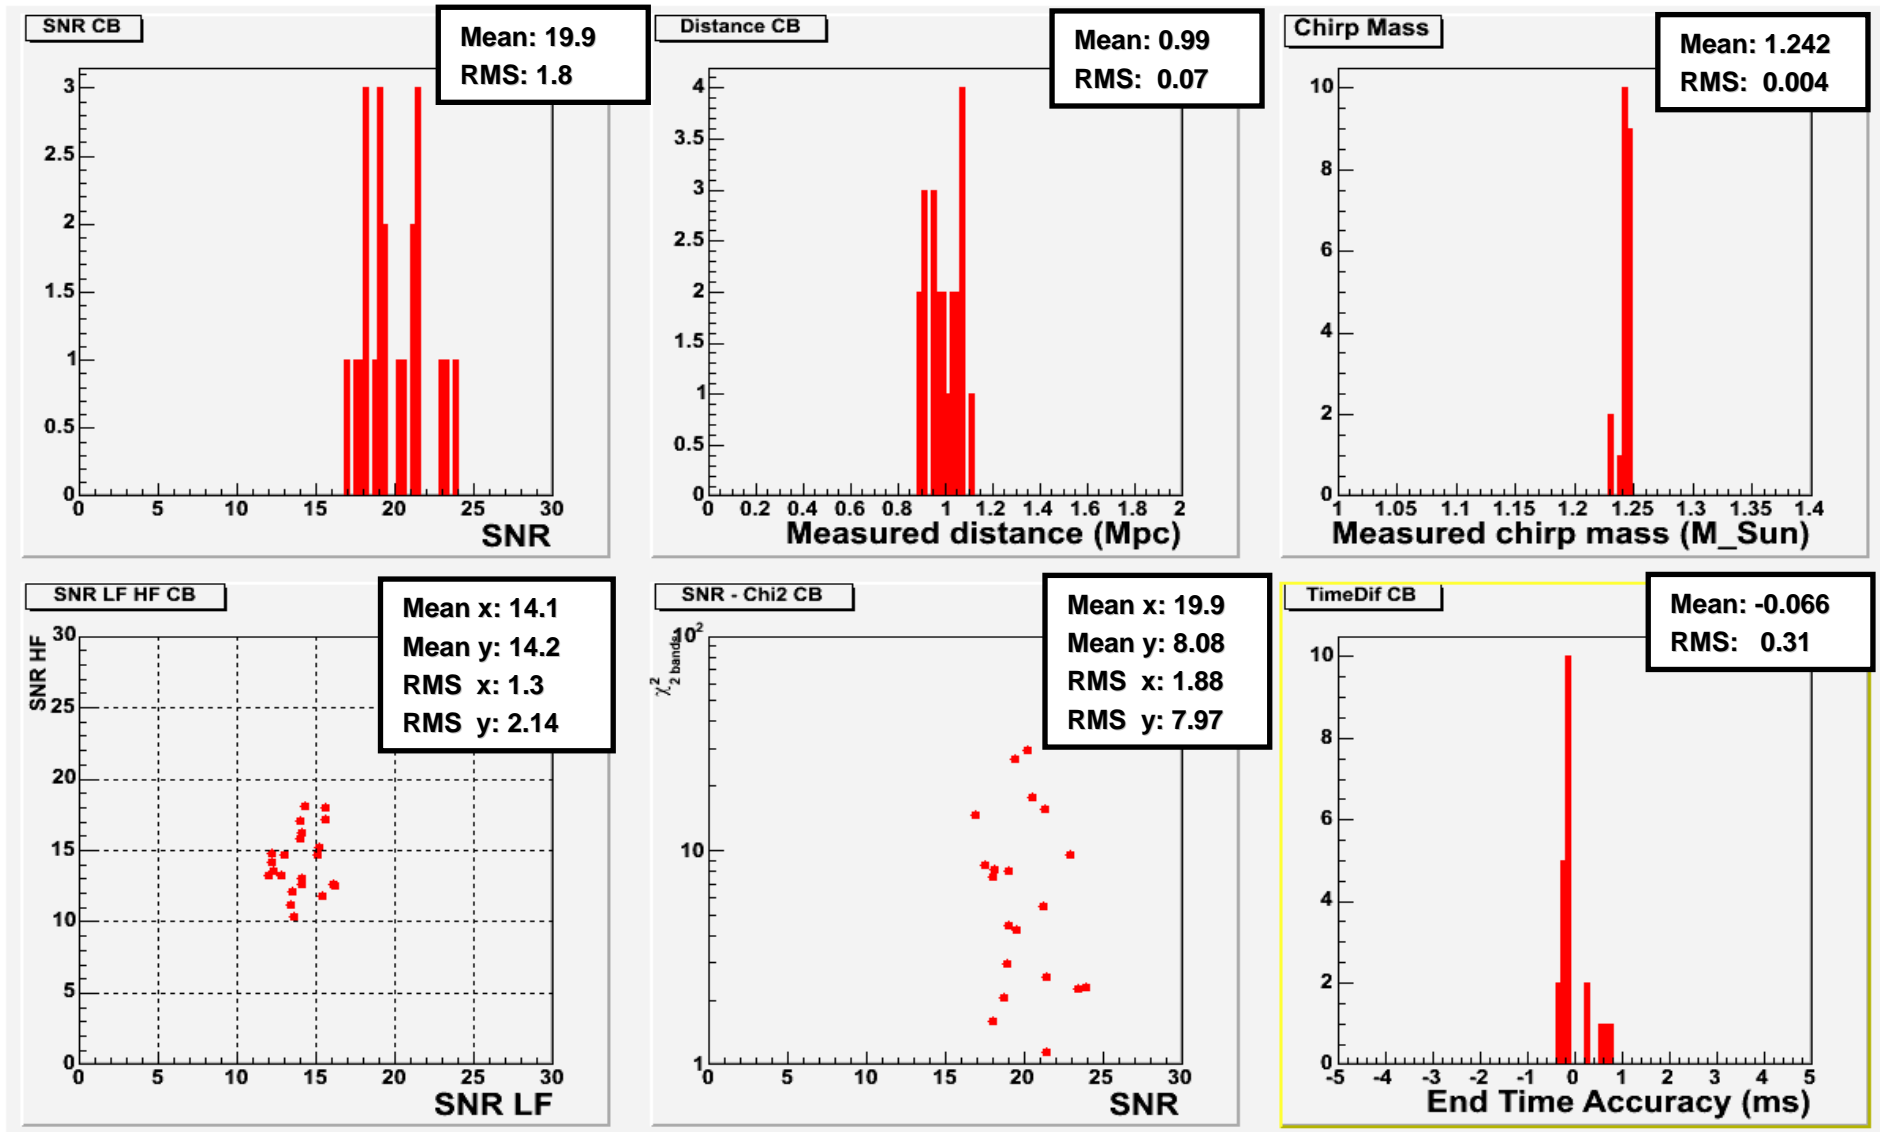 SNR CB
Mean: 19.9
RMS: 1.8
3
2.5
2
1.5
1
0.5
0
0 5 10 15 20 25 30
SNR
Distance CB
Mean: 0.99
RMS: 0.07
4
3.5
3
2.5
2
1.5
1
0.5
0
0 0.2 0.4 0.6 0.8 1 1.2 1.4 1.6 1.8 2
Measured distance (Mpc)
Chirp Mass
Mean: 1.242
RMS: 0.004
10
8
6
4
2
0
1 1.05 1.1 1.15 1.2 1.25 1.3 1.35 1.4
Measured chirp mass (M_Sun)
SNR LF HF CB
Mean x: 14.1
Mean y: 14.2
RMS x: 1.3
RMS y: 2.14
SNR HF
30
25
20
15
10
5
0
0 5 10 15 20 25 30
SNR LF
SNR - Chi2 CB
Mean x: 19.9
Mean y: 8.08
RMS x: 1.88
RMS y: 7.97
χ² 2 bands
10²
10
1
0 5 10 15 20 25 30
SNR
TimeDif CB
Mean: -0.066
RMS: 0.31
10
8
6
4
2
0
-5 -4 -3 -2 -1 0 1 2 3 4 5
End Time Accuracy (ms)